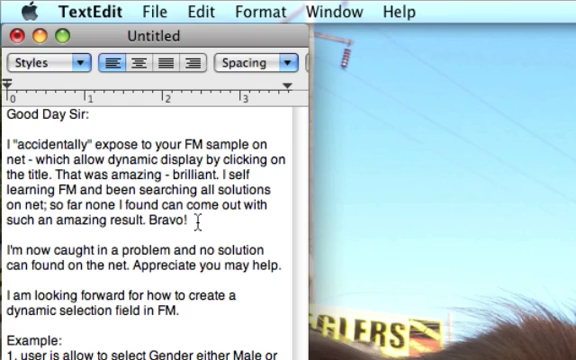 TextEdit File Edit Format Window Help
Untitled
Styles Spacing
0 1 2 3
Good Day Sir:
I "accidentally" expose to your FM sample on
net - which allow dynamic display by clicking on
the title. That was amazing - brilliant. I self
learning FM and been searching all solutions
on net; so far none I found can come out with
such an amazing result. Bravo!
I'm now caught in a problem and no solution
can found on the net. Appreciate you may help.
I am looking forward for how to create a
dynamic selection field in FM.
GLERS
Example:
1. user is allow to select Gender either Male or